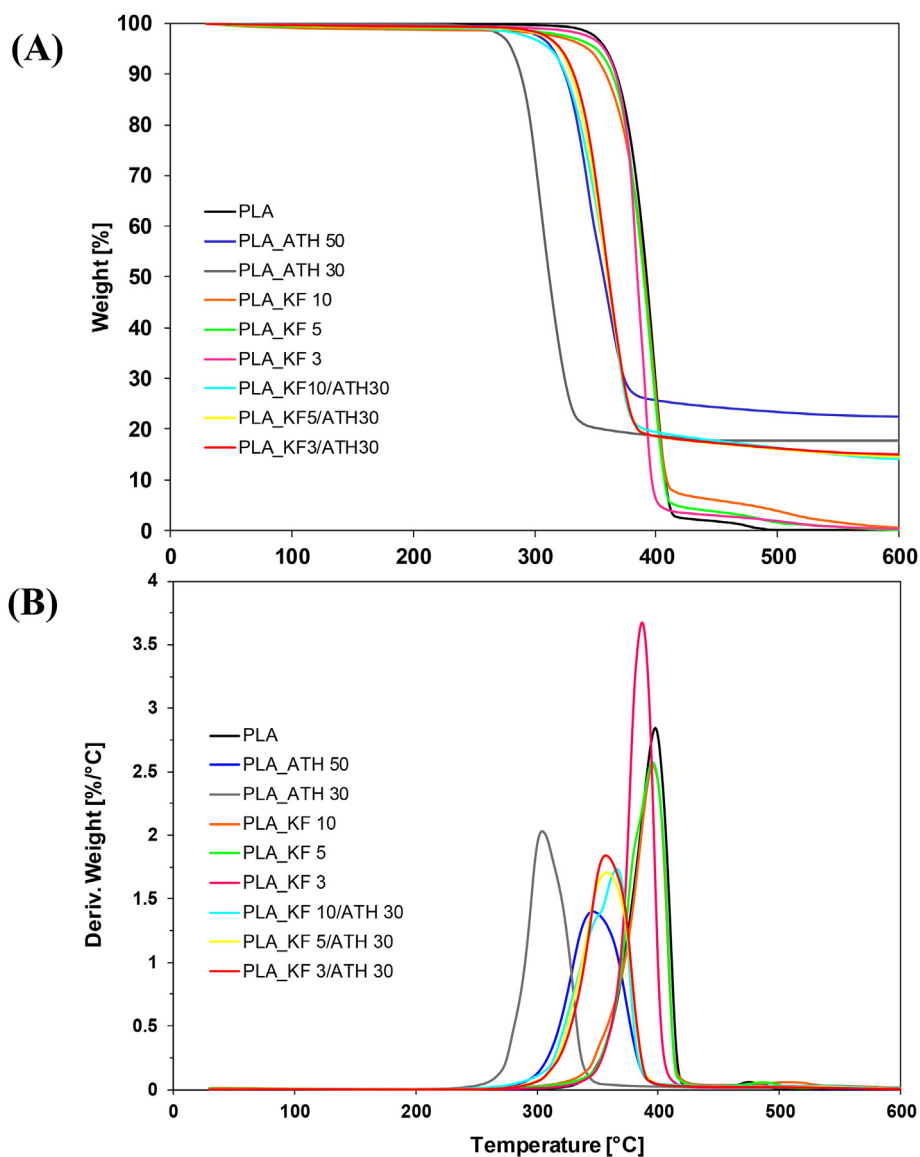 (A)
Weight [%]
100
90
80
70
60
50
40
30
20
10
0
PLA
PLA_ATH 50
PLA_ATH 30
PLA_KF 10
PLA_KF 5
PLA_KF 3
PLA_KF10/ATH30
PLA_KF5/ATH30
PLA_KF3/ATH30
0 100 200 300 400 500 600
(B)
Deriv. Weight [%/°C]
4
3.5
3
2.5
2
1.5
1
0.5
0
PLA
PLA_ATH 50
PLA_ATH 30
PLA_KF 10
PLA_KF 5
PLA_KF 3
PLA_KF 10/ATH 30
PLA_KF 5/ATH 30
PLA_KF 3/ATH 30
0 100 200 300 400 500 600
Temperature [°C]